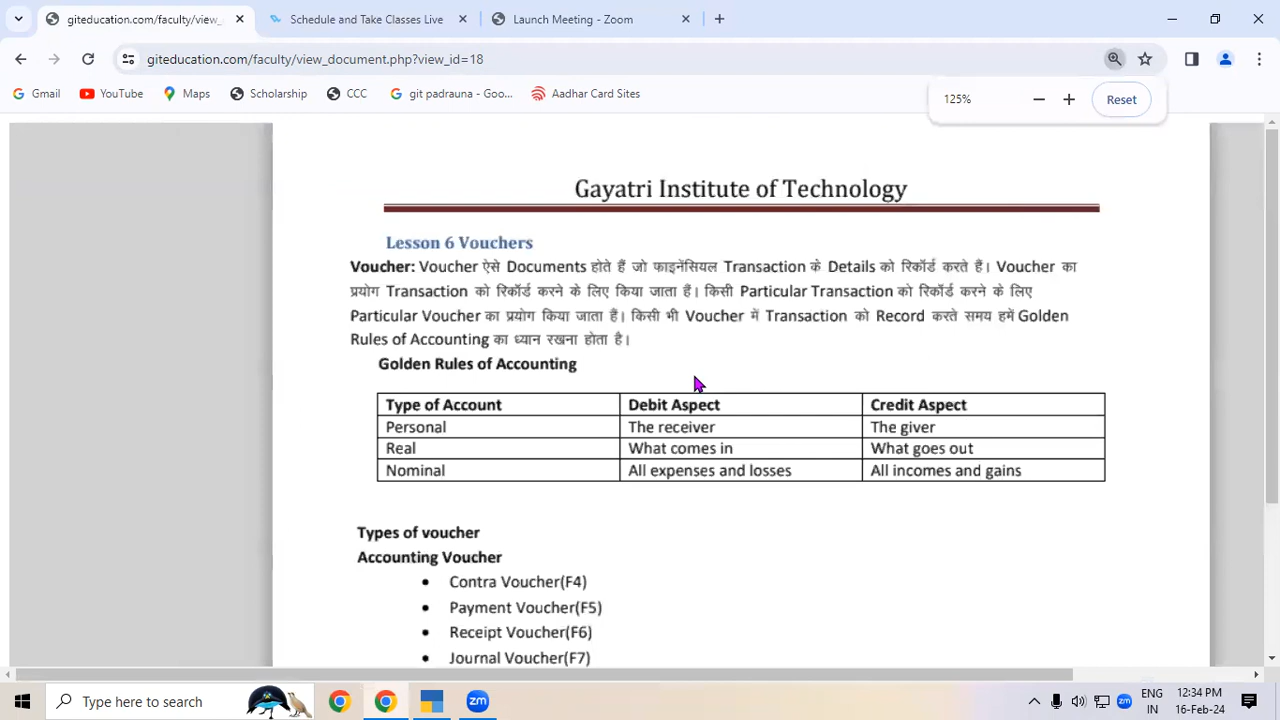 giteducation.com/faculty/view_
Schedule and Take Classes Live
Launch Meeting - Zoom
giteducation.com/faculty/view_document.php?view_id=18
Gmail YouTube Maps Scholarship CCC git padrauna - Goo... Aadhar Card Sites
125% Reset
Gayatri Institute of Technology
Lesson 6 Vouchers
Voucher: Voucher ऐसे Documents होते हैं जो फाइनेंसियल Transaction के Details को रिकॉर्ड करते हैं। Voucher का
प्रयोग Transaction को रिकॉर्ड करने के लिए किया जाता हैं। किसी Particular Transaction को रिकॉर्ड करने के लिए
Particular Voucher का प्रयोग किया जाता हैं। किसी भी Voucher में Transaction को Record करते समय हमें Golden
Rules of Accounting का ध्यान रखना होता है।
Golden Rules of Accounting
Type of Account Debit Aspect Credit Aspect
Personal The receiver The giver
Real What comes in What goes out
Nominal All expenses and losses All incomes and gains
Types of voucher
Accounting Voucher
• Contra Voucher(F4)
• Payment Voucher(F5)
• Receipt Voucher(F6)
• Journal Voucher(F7)
Type here to search
zm
zm
ENG
IN
12:34 PM
16-Feb-24